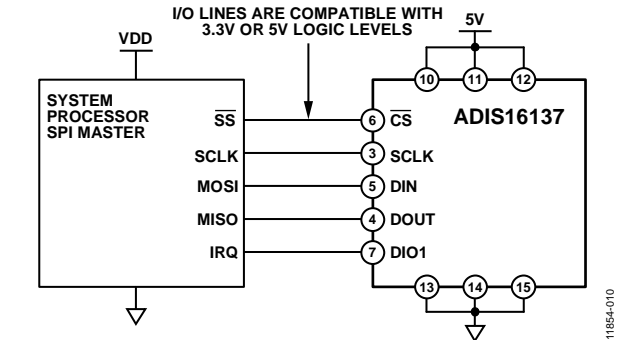 I/O LINES ARE COMPATIBLE WITH
3.3V OR 5V LOGIC LEVELS
VDD
5V
10
11
12
SYSTEM
PROCESSOR
SPI MASTER
ADIS16137
SS
6
CS
SCLK
3
SCLK
MOSI
5
DIN
MISO
4
DOUT
IRQ
7
DIO1
13
14
15
11854-010